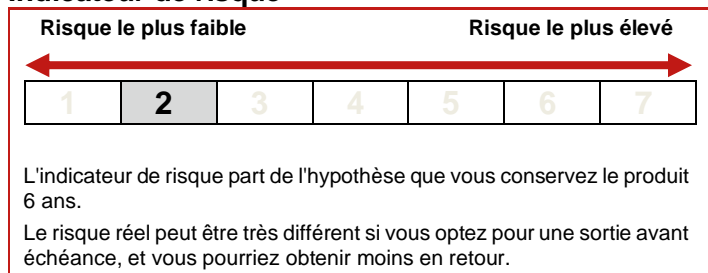 Indicateur de risque
Risque le plus faible Risque le plus élevé
1 2 3 4 5 6 7
L'indicateur de risque part de l'hypothèse que vous conservez le produit
6 ans.
Le risque réel peut être très différent si vous optez pour une sortie avant
échéance, et vous pourriez obtenir moins en retour.